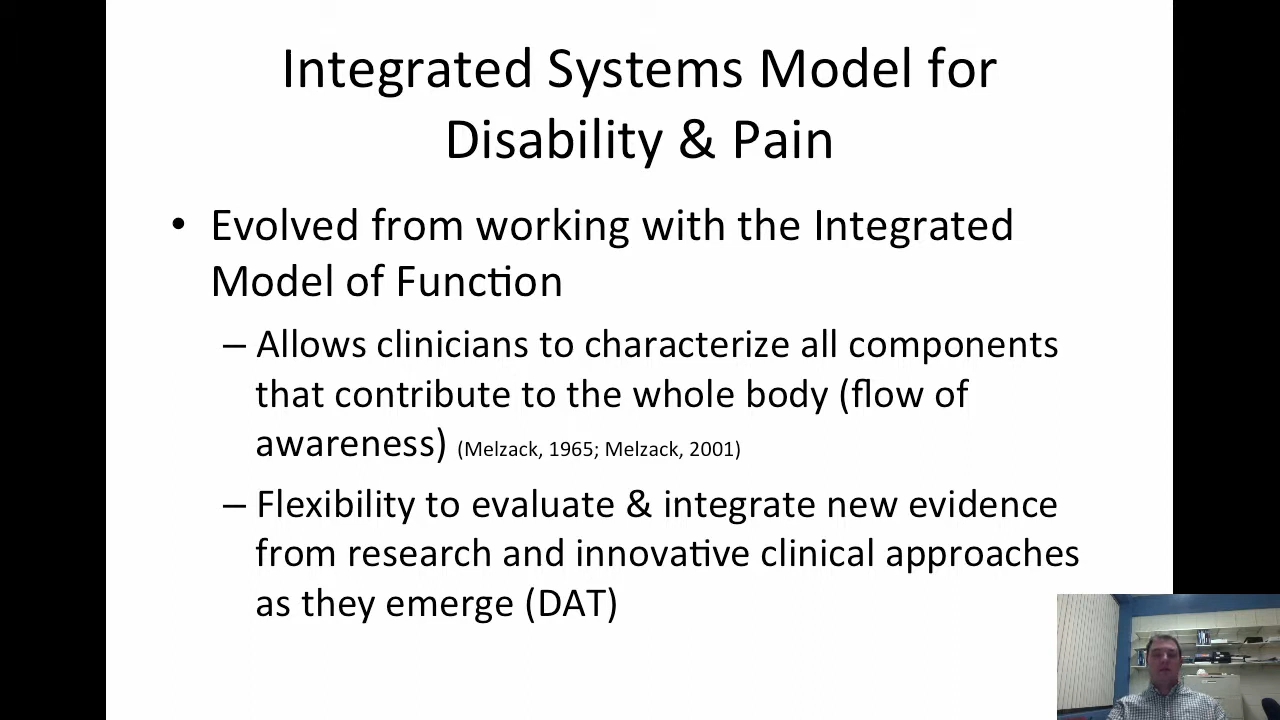 Integrated Systems Model for
Disability & Pain
• Evolved from working with the Integrated
Model of Function
– Allows clinicians to characterize all components
that contribute to the whole body (flow of
awareness) (Melzack, 1965; Melzack, 2001)
– Flexibility to evaluate & integrate new evidence
from research and innovative clinical approaches
as they emerge (DAT)